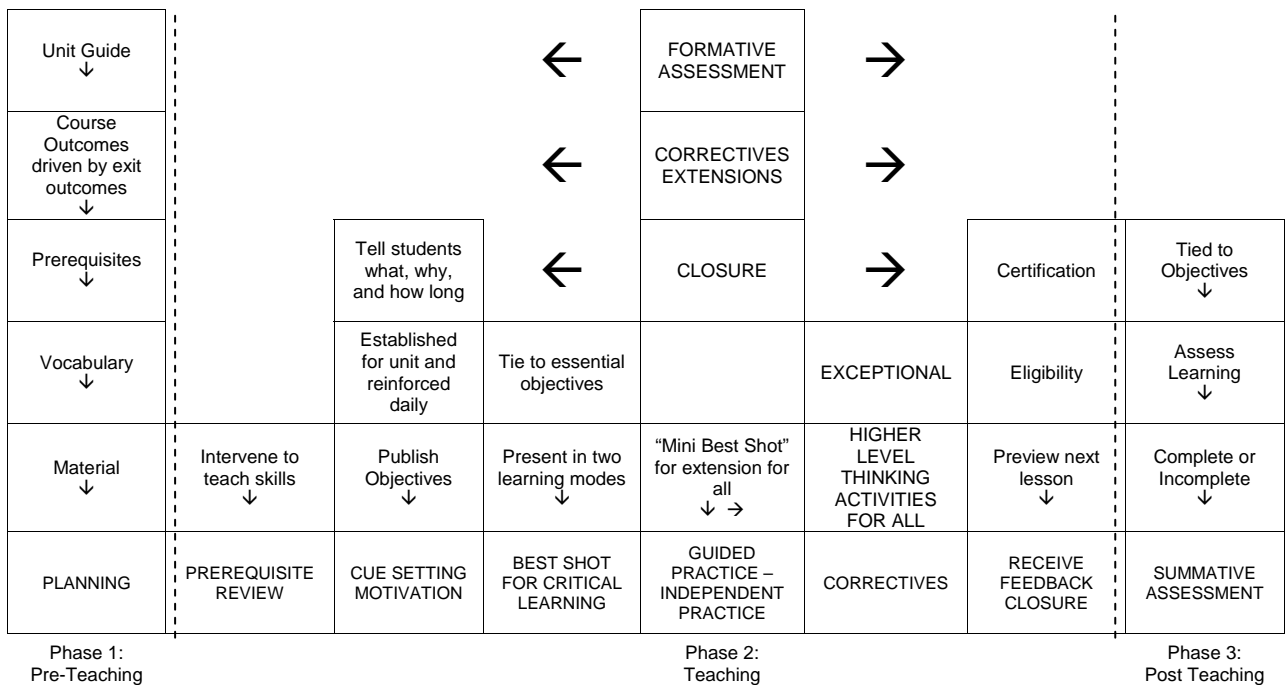 Unit Guide
↓
←
FORMATIVE
ASSESSMENT
→
Course
Outcomes
driven by exit
outcomes
↓
←
CORRECTIVES
EXTENSIONS
→
Prerequisites
↓
Tell students
what, why,
and how long
←
CLOSURE
→
Certification
Tied to
Objectives
↓
Vocabulary
↓
Established
for unit and
reinforced
daily
Tie to essential
objectives
EXCEPTIONAL
Eligibility
Assess
Learning
↓
Material
↓
Intervene to
teach skills
↓
Publish
Objectives
↓
Present in two
learning modes
↓
“Mini Best Shot”
for extension for
all
↓ →
HIGHER
LEVEL
THINKING
ACTIVITIES
FOR ALL
Preview next
lesson
↓
Complete or
Incomplete
↓
PLANNING
PREREQUISITE
REVIEW
CUE SETTING
MOTIVATION
BEST SHOT
FOR CRITICAL
LEARNING
GUIDED
PRACTICE –
INDEPENDENT
PRACTICE
CORRECTIVES
RECEIVE
FEEDBACK
CLOSURE
SUMMATIVE
ASSESSMENT
Phase 1:
Pre-Teaching
Phase 2:
Teaching
Phase 3:
Post Teaching